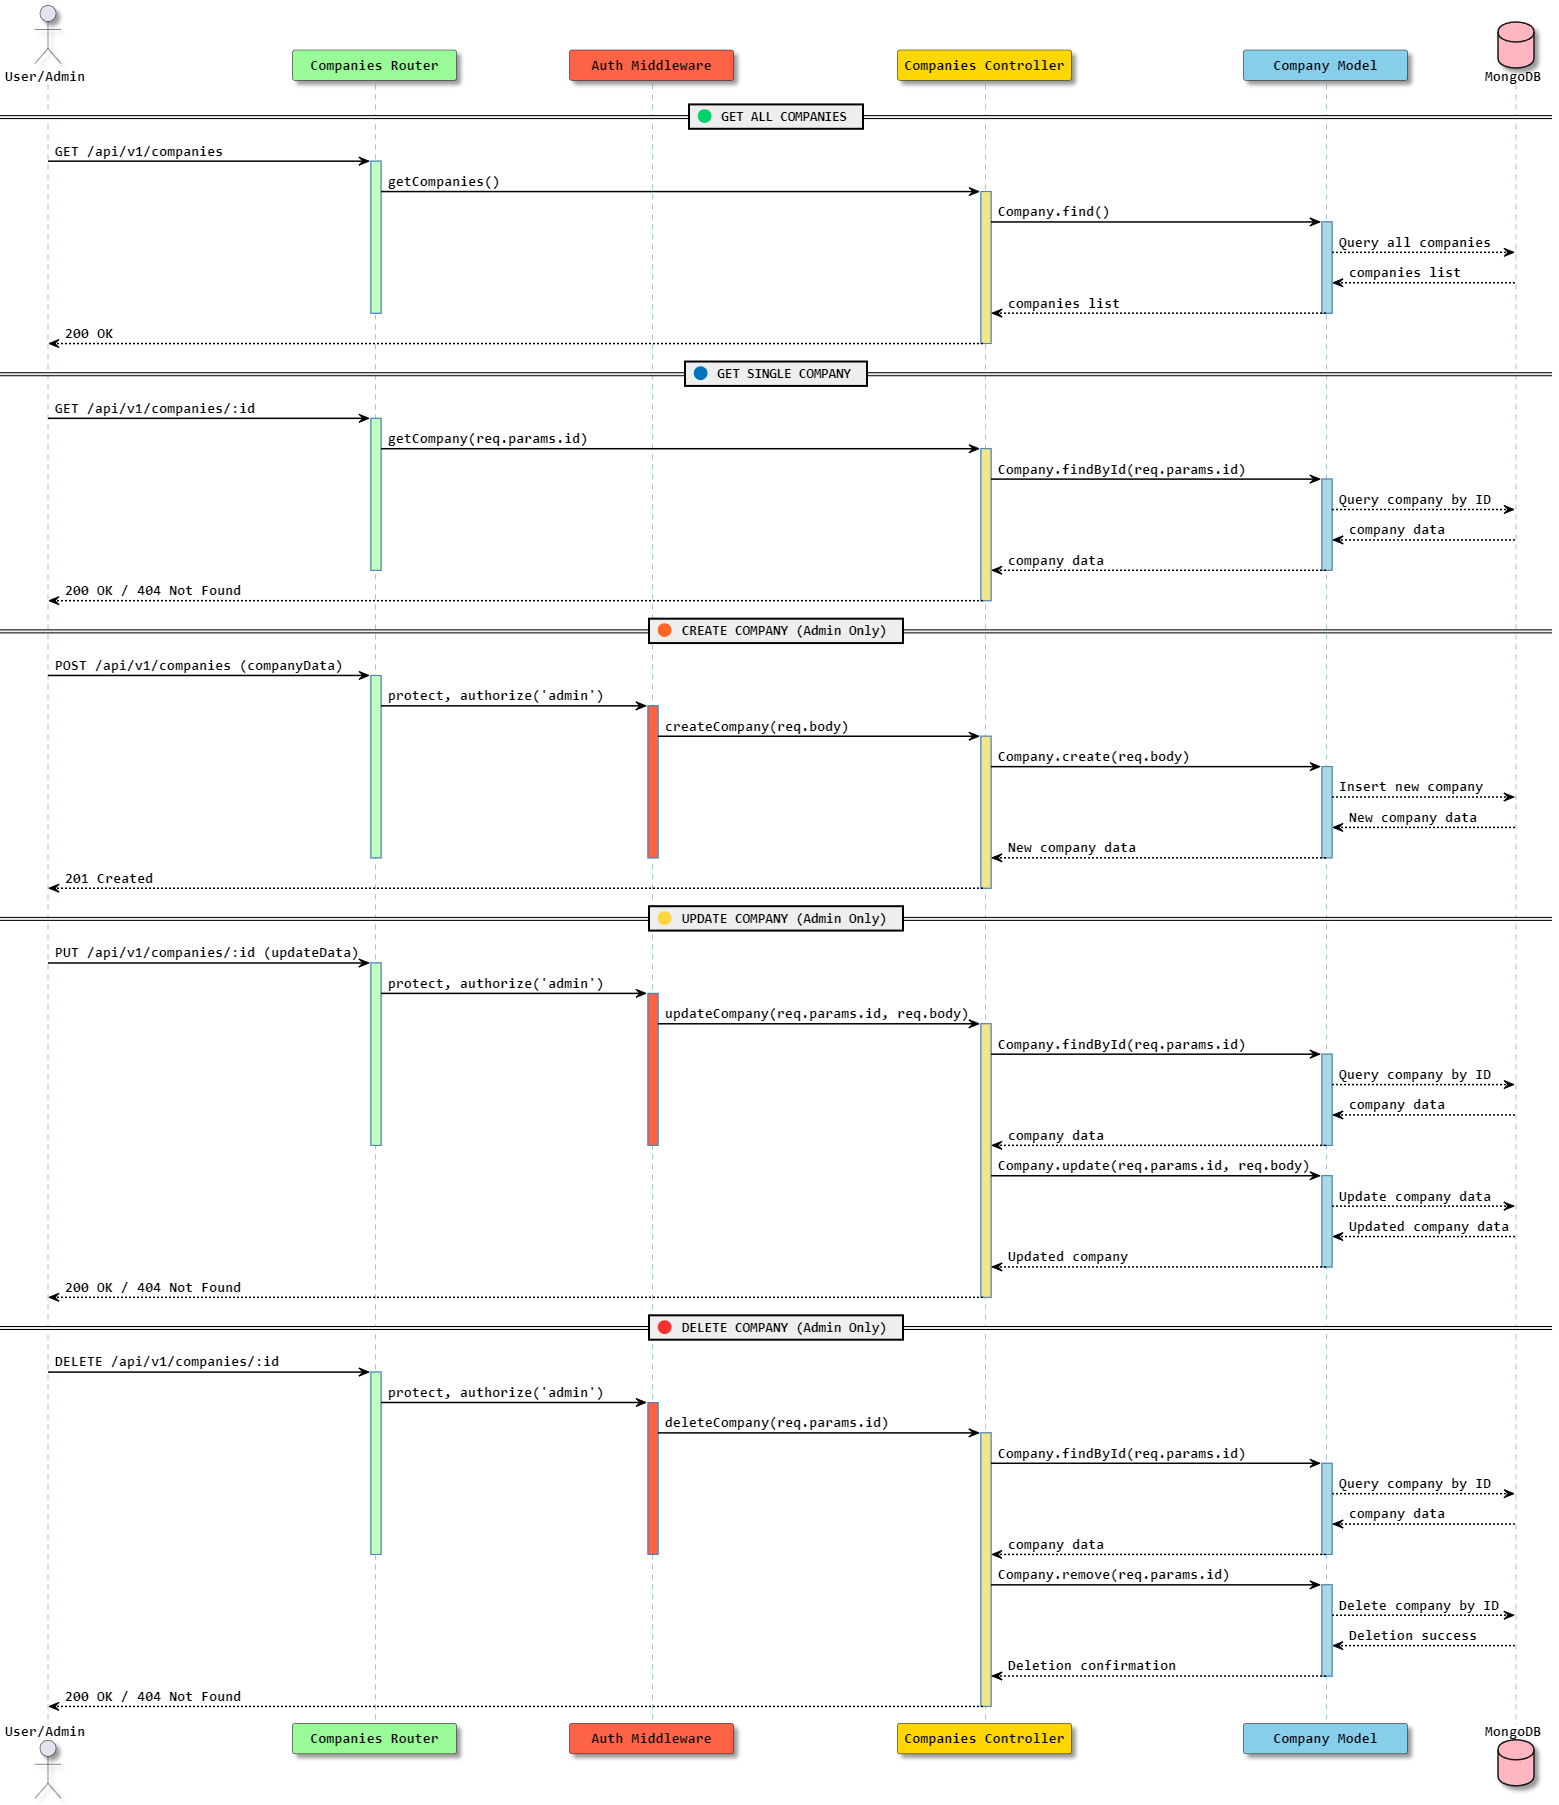 User/Admin
Companies Router
Auth Middleware
Companies Controller
Company Model
MongoDB
GET ALL COMPANIES
GET /api/v1/companies
getCompanies()
Company.find()
Query all companies
companies list
companies list
200 OK
GET SINGLE COMPANY
GET /api/v1/companies/:id
getCompany(req.params.id)
Company.findById(req.params.id)
Query company by ID
company data
company data
200 OK / 404 Not Found
CREATE COMPANY (Admin Only)
POST /api/v1/companies (companyData)
protect, authorize('admin')
createCompany(req.body)
Company.create(req.body)
Insert new company
New company data
New company data
201 Created
UPDATE COMPANY (Admin Only)
PUT /api/v1/companies/:id (updateData)
protect, authorize('admin')
updateCompany(req.params.id, req.body)
Company.findById(req.params.id)
Query company by ID
company data
company data
Company.update(req.params.id, req.body)
Update company data
Updated company data
Updated company
200 OK / 404 Not Found
DELETE COMPANY (Admin Only)
DELETE /api/v1/companies/:id
protect, authorize('admin')
deleteCompany(req.params.id)
Company.findById(req.params.id)
Query company by ID
company data
company data
Company.remove(req.params.id)
Delete company by ID
Deletion success
Deletion confirmation
200 OK / 404 Not Found
User/Admin
Companies Router
Auth Middleware
Companies Controller
Company Model
MongoDB